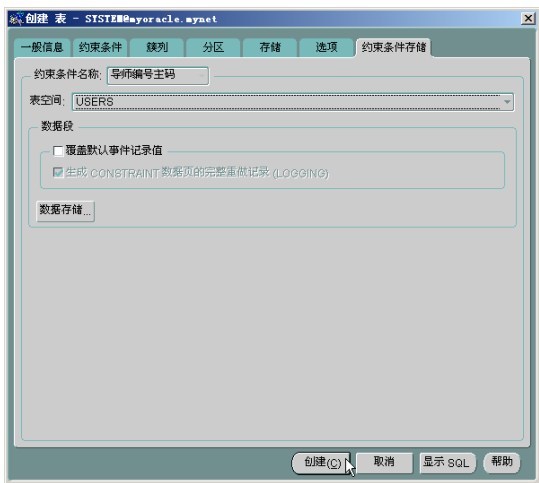 创建 表 - SYSTEM@myoracle.mynet
一般信息 约束条件 簇列 分区 存储 选项 约束条件存储
约束条件名称: 导师编号主码
表空间: USERS
数据段
覆盖默认事件记录值
生成 CONSTRAINT 数据页的完整重做记录 (LOGGING)
数据存储...
创建(C) 取消 显示 SQL 帮助